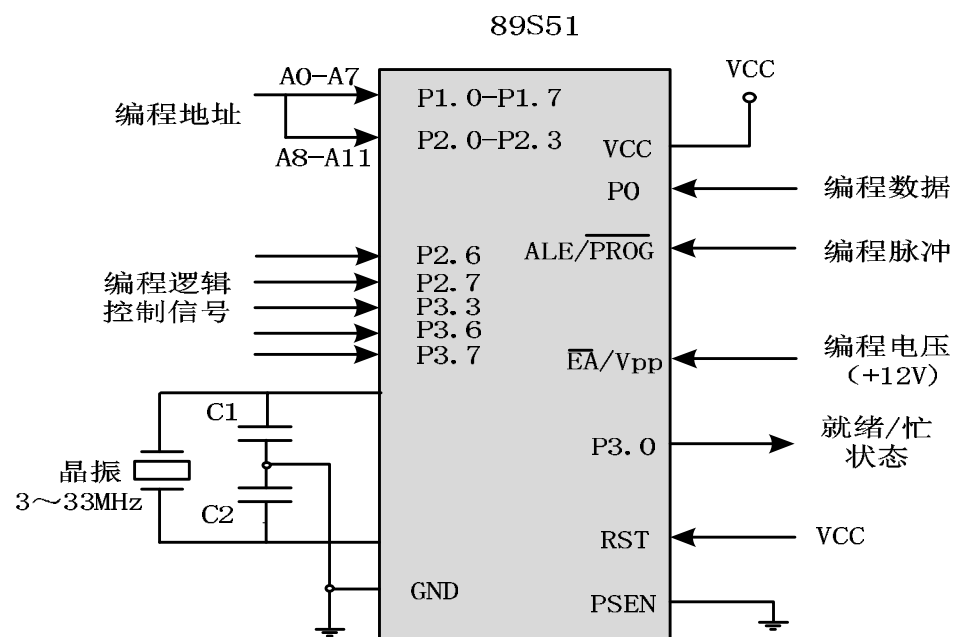 89S51
A0-A7
编程地址
A8-A11
P1.0-P1.7
P2.0-P2.3
VCC
VCC
P0
编程数据
ALE/PROG
编程脉冲
编程逻辑
控制信号
P2.6
P2.7
P3.3
P3.6
P3.7
EA/Vpp
编程电压
(+12V)
C1
晶振
3~33MHz
C2
P3.0
就绪/忙
状态
RST
VCC
GND
PSEN